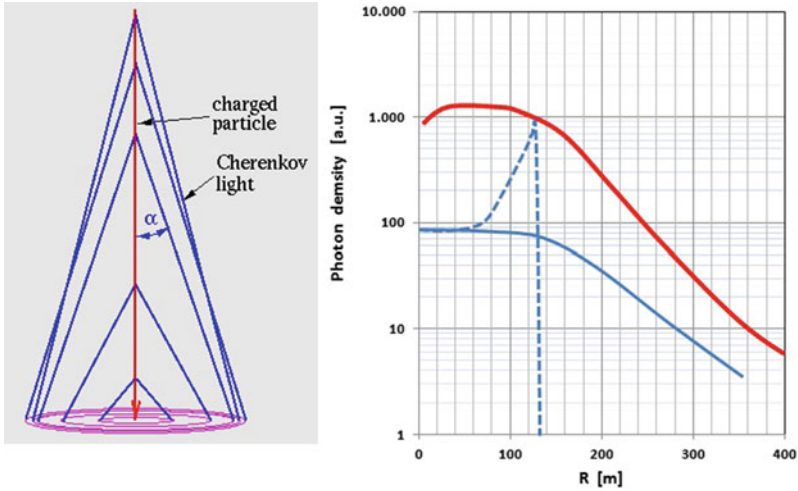 charged
particle
Cherenkov
light
α
Photon demsity [a.u.]
10.000
1.000
100
10
1
0
100
200
300
400
R [m]